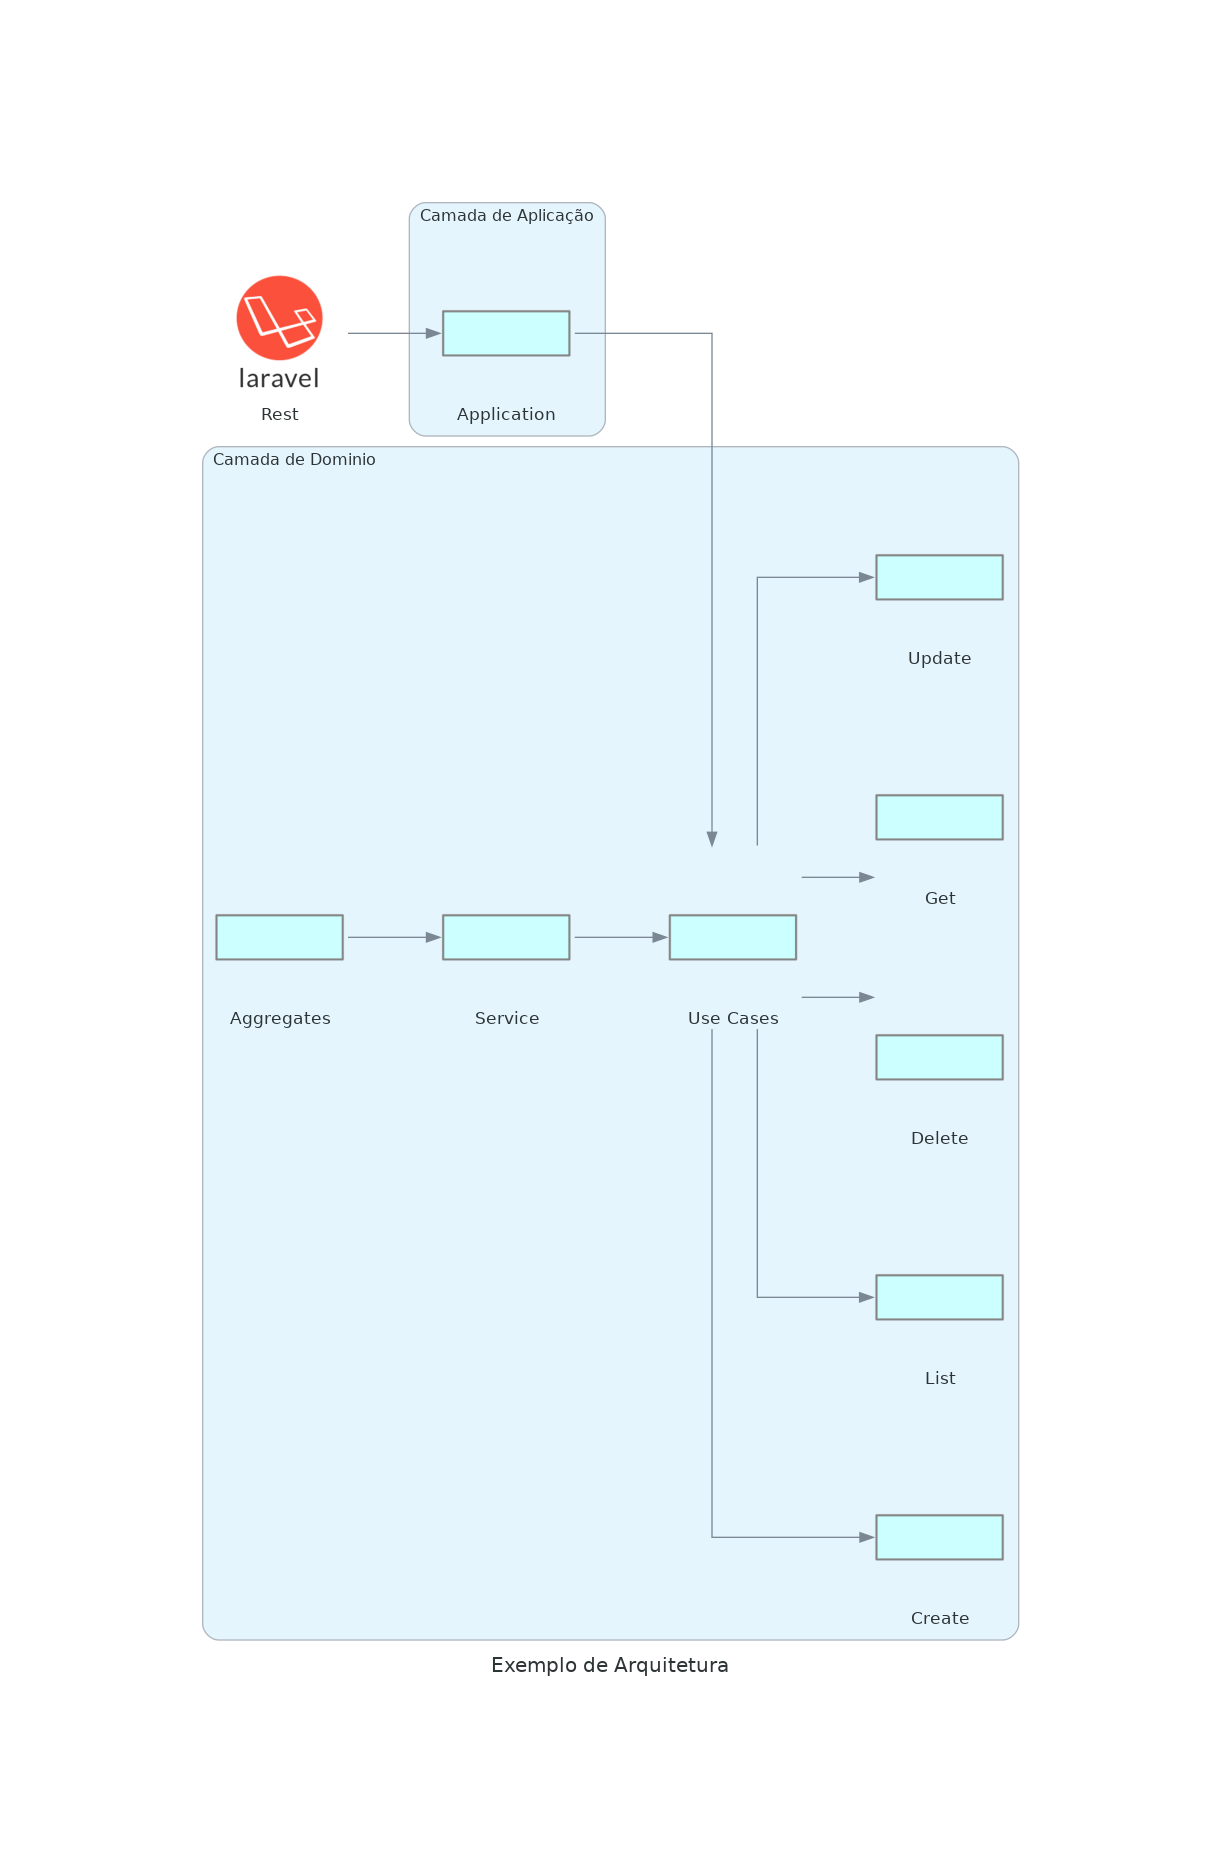 Camada de Aplicação
laravel
Rest
Application
Camada de Dominio
Update
Get
Aggregates
Service
Use Cases
Delete
List
Create
Exemplo de Arquitetura